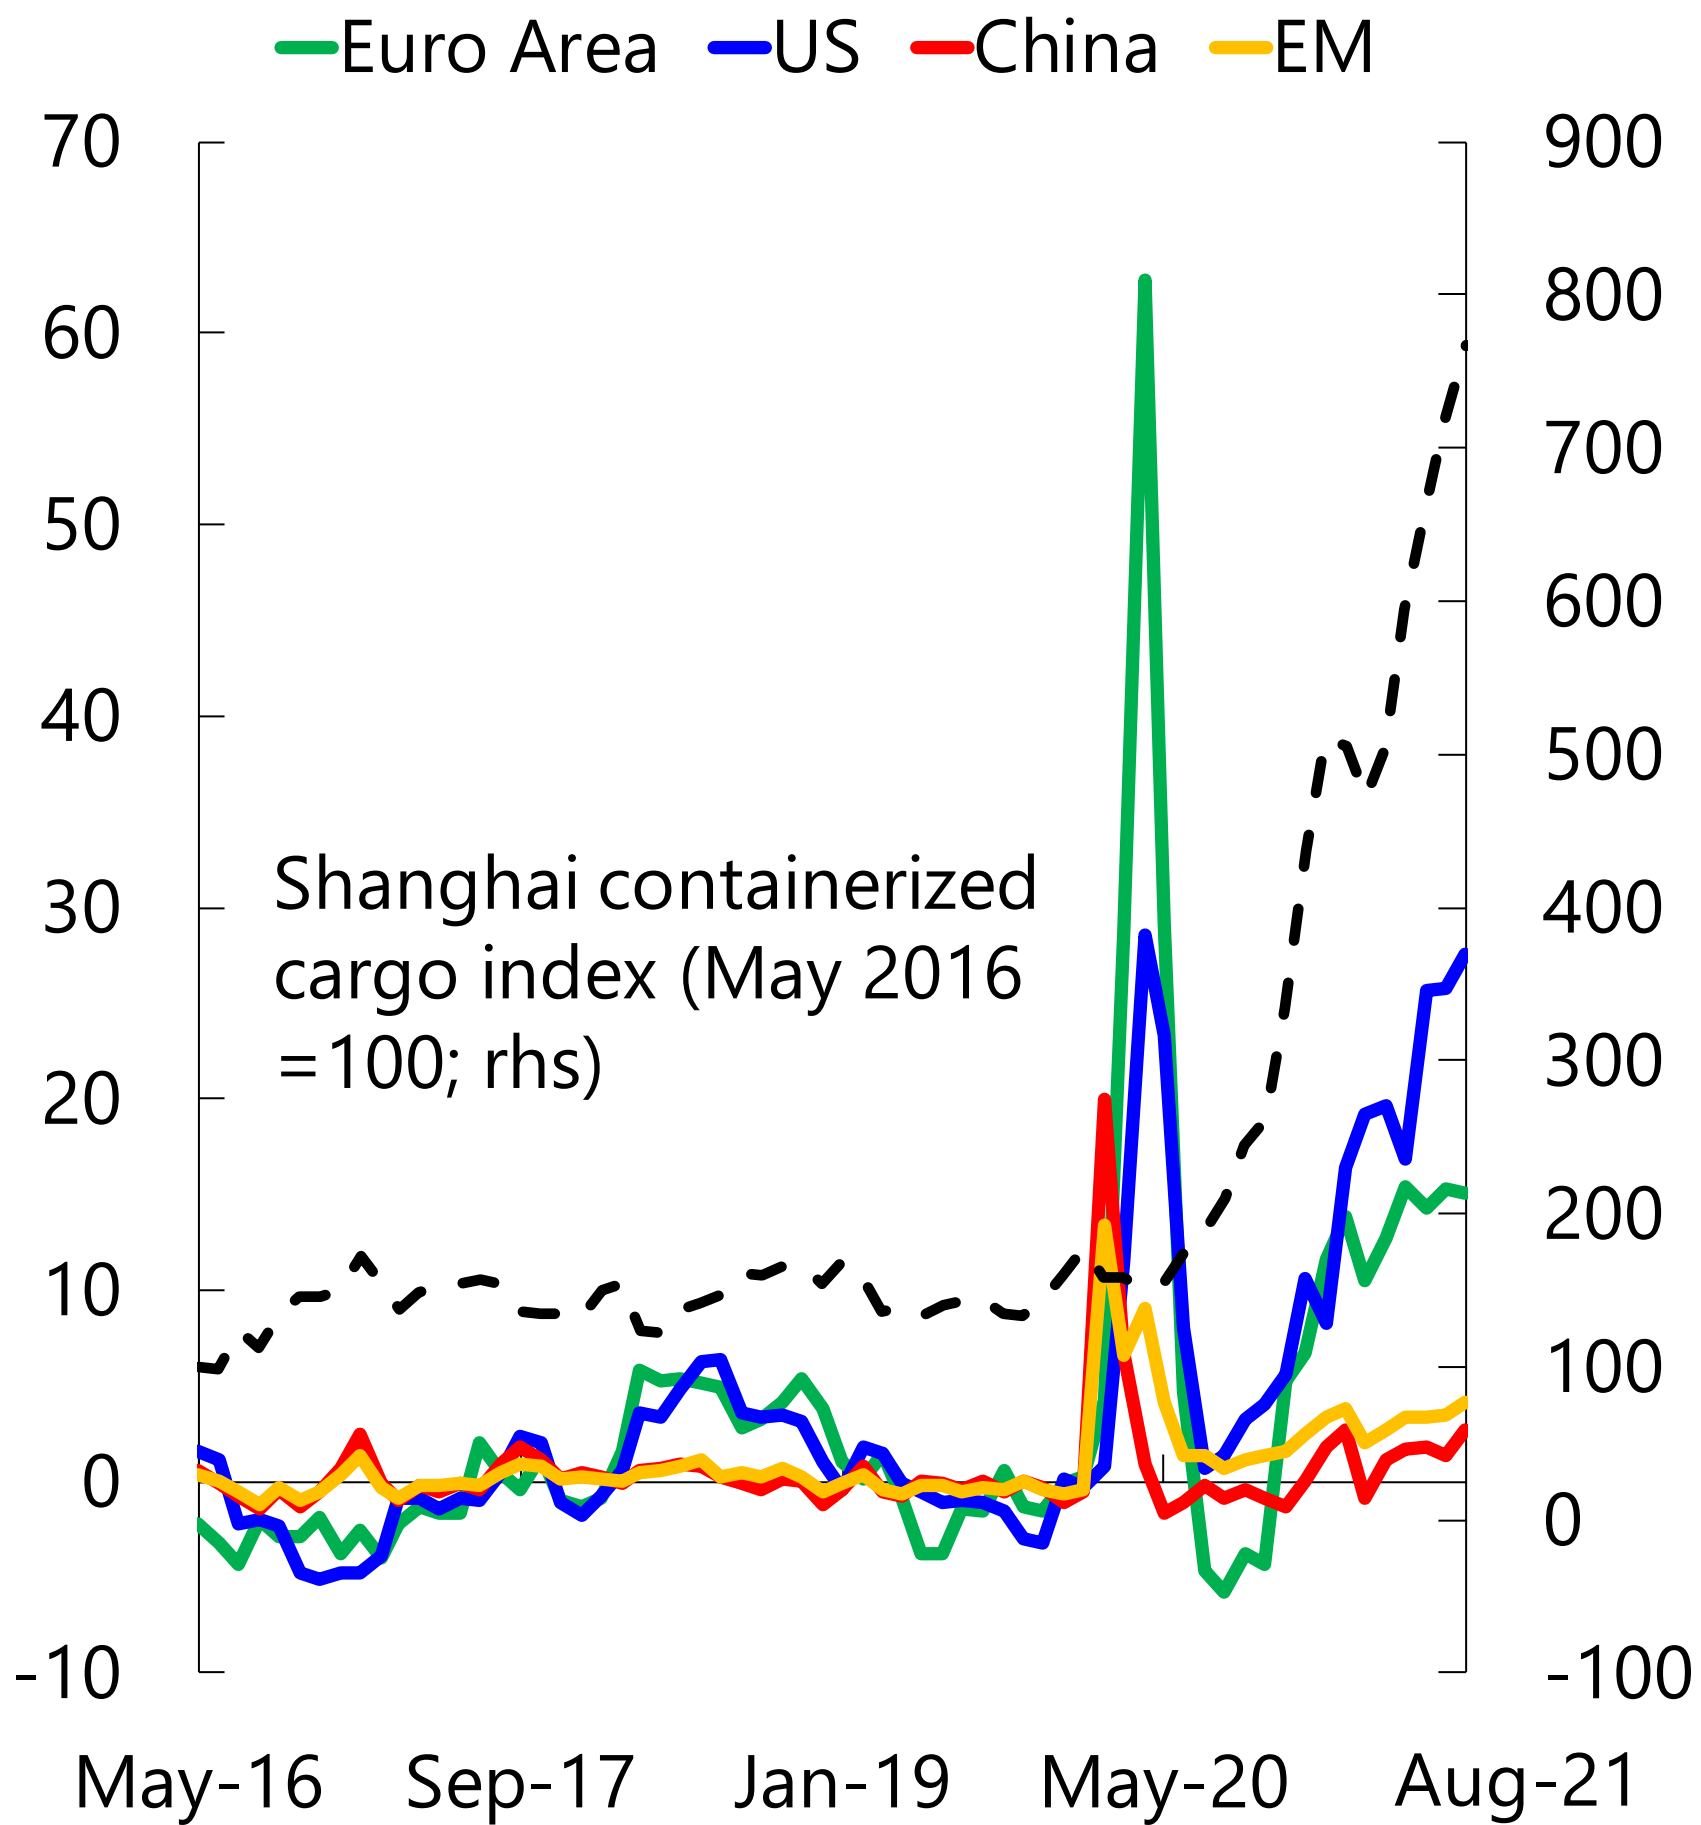 Euro Area US China EM
70 900
60 800
50 700
40 600
30 500
20 400
10 300
0 200
-10 100
0
-100
Shanghai containerized
cargo index (May 2016
=100; rhs)
May-16 Sep-17 Jan-19 May-20 Aug-21